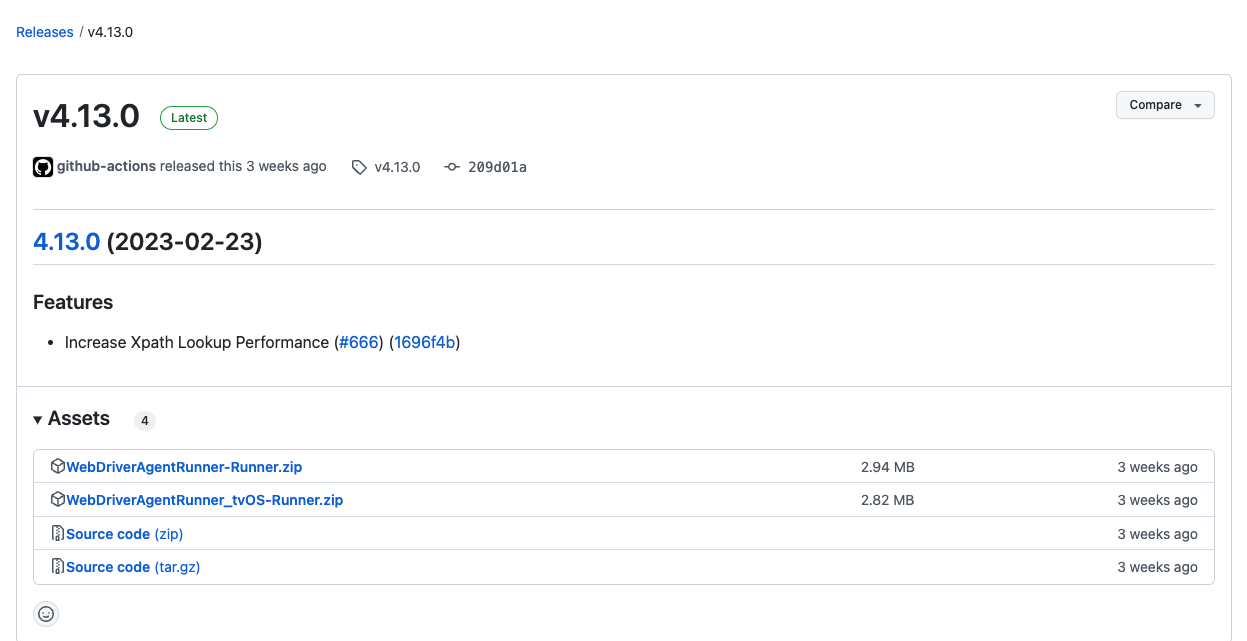 Releases / v4.13.0
v4.13.0 Latest Compare
github-actions released this 3 weeks ago v4.13.0 209d01a
4.13.0 (2023-02-23)
Features
• Increase Xpath Lookup Performance (#666) (1696f4b)
Assets 4
WebDriverAgentRunner-Runner.zip 2.94 MB 3 weeks ago
WebDriverAgentRunner_tvOS-Runner.zip 2.82 MB 3 weeks ago
Source code (zip) 3 weeks ago
Source code (tar.gz) 3 weeks ago